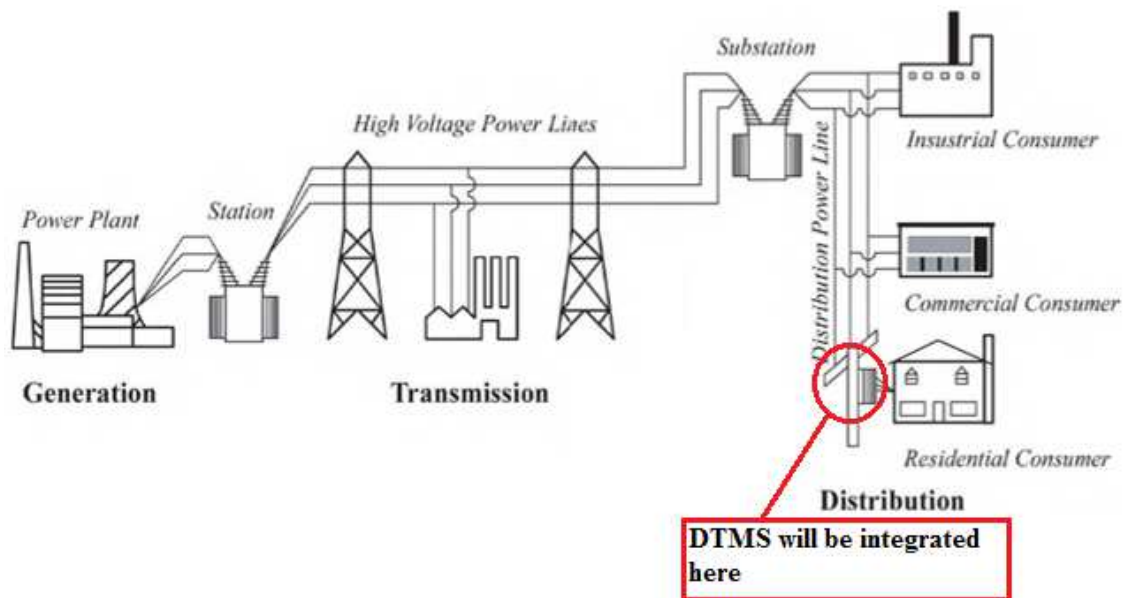 Substation
High Voltage Power Lines
Insustrial Consumer
Power Plant
Station
Distribution Power Line
Commercial Consumer
Generation
Transmission
Residential Consumer
Distribution
DTMS will be integrated
here